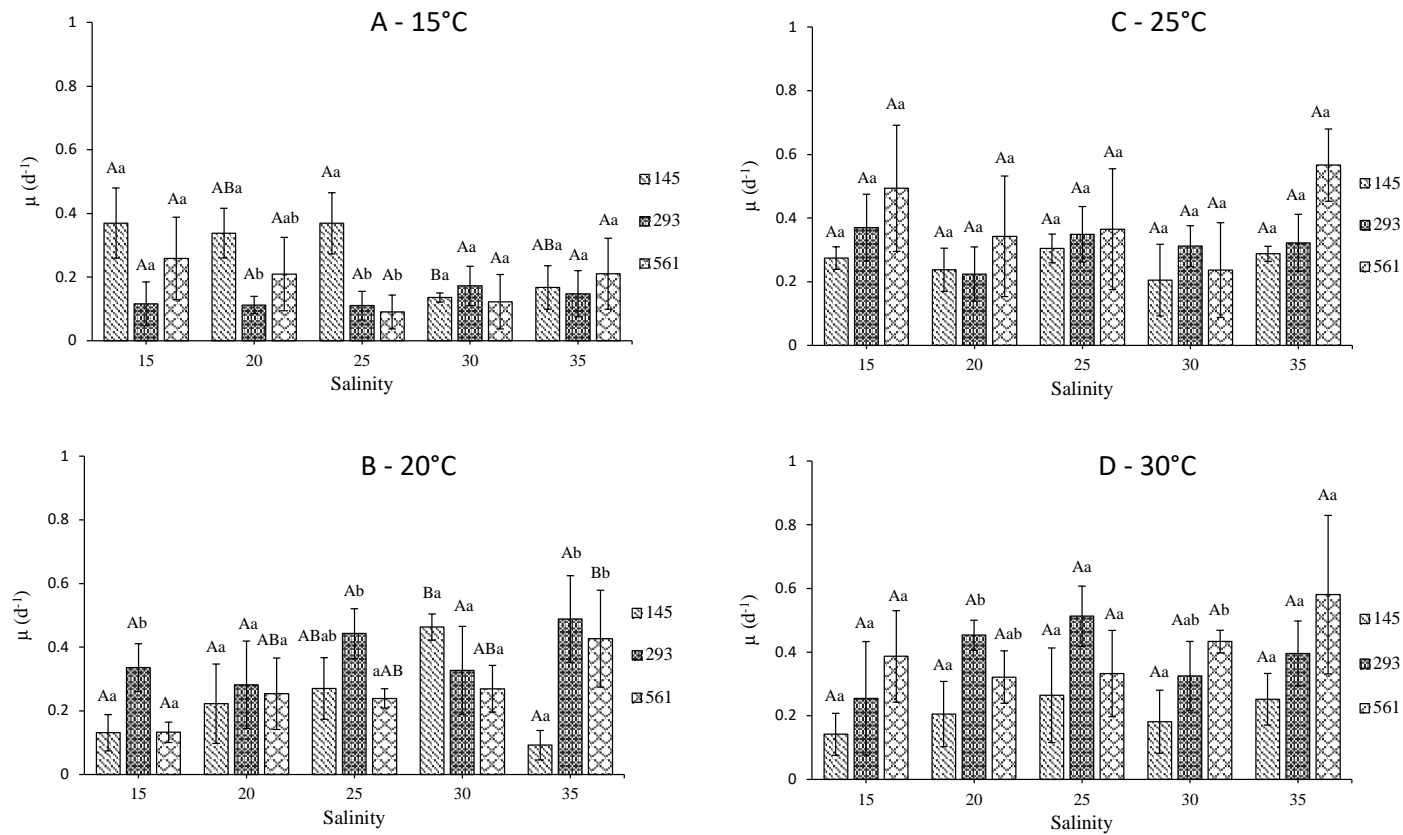 A - 15°C
1
0.8
0.6
0.4
0.2
0
μ (d-1)
Aa Aa Aa
ABa Ab Aab
Aa Ab Ab
Ba Aa Aa
ABa Aa Aa
15 20 25 30 35
Salinity
145
293
561
C - 25°C
1
0.8
0.6
0.4
0.2
0
μ (d-1)
Aa Aa Aa
Aa Aa Aa
Aa Aa Aa
Aa Aa Aa
Aa Aa Aa
15 20 25 30 35
Salinity
145
293
561
B - 20°C
1
0.8
0.6
0.4
0.2
0
μ (d-1)
Aa Ab Aa
Aa Aa ABa
ABab Ab aAB
Ba Aa ABa
Aa Ab Bb
15 20 25 30 35
Salinity
145
293
561
D - 30°C
1
0.8
0.6
0.4
0.2
0
μ (d-1)
Aa Aa Aa
Aa Ab Aab
Aa Aa Aa
Aa Aab Ab
Aa Aa Aa
15 20 25 30 35
Salinity
145
293
561